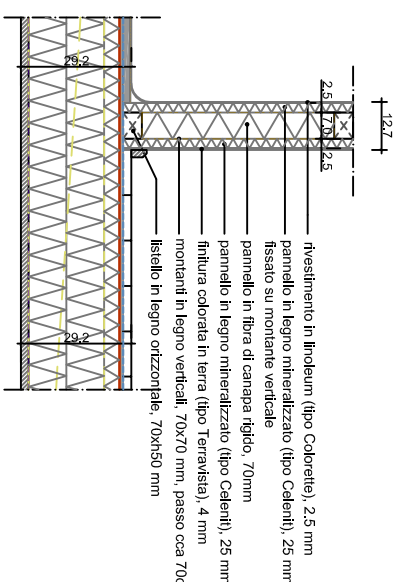 12.7
2.5
7.0
2.5
29.2
29.2
rivestimento in linoleum (tipo Colorette), 2.5 mm
pannello in legno mineralizzato (tipo Celenit), 25 mm
fissato su montante verticale
pannello in fibra di canapa rigido, 70mm
pannello in legno mineralizzato (tipo Celenit), 25 mm
finitura colorata in terra (tipo Terravista), 4 mm
montanti in legno verticali, 70x70 mm, passo cca 70c
listello in legno orizzontale, 70xh50 mm